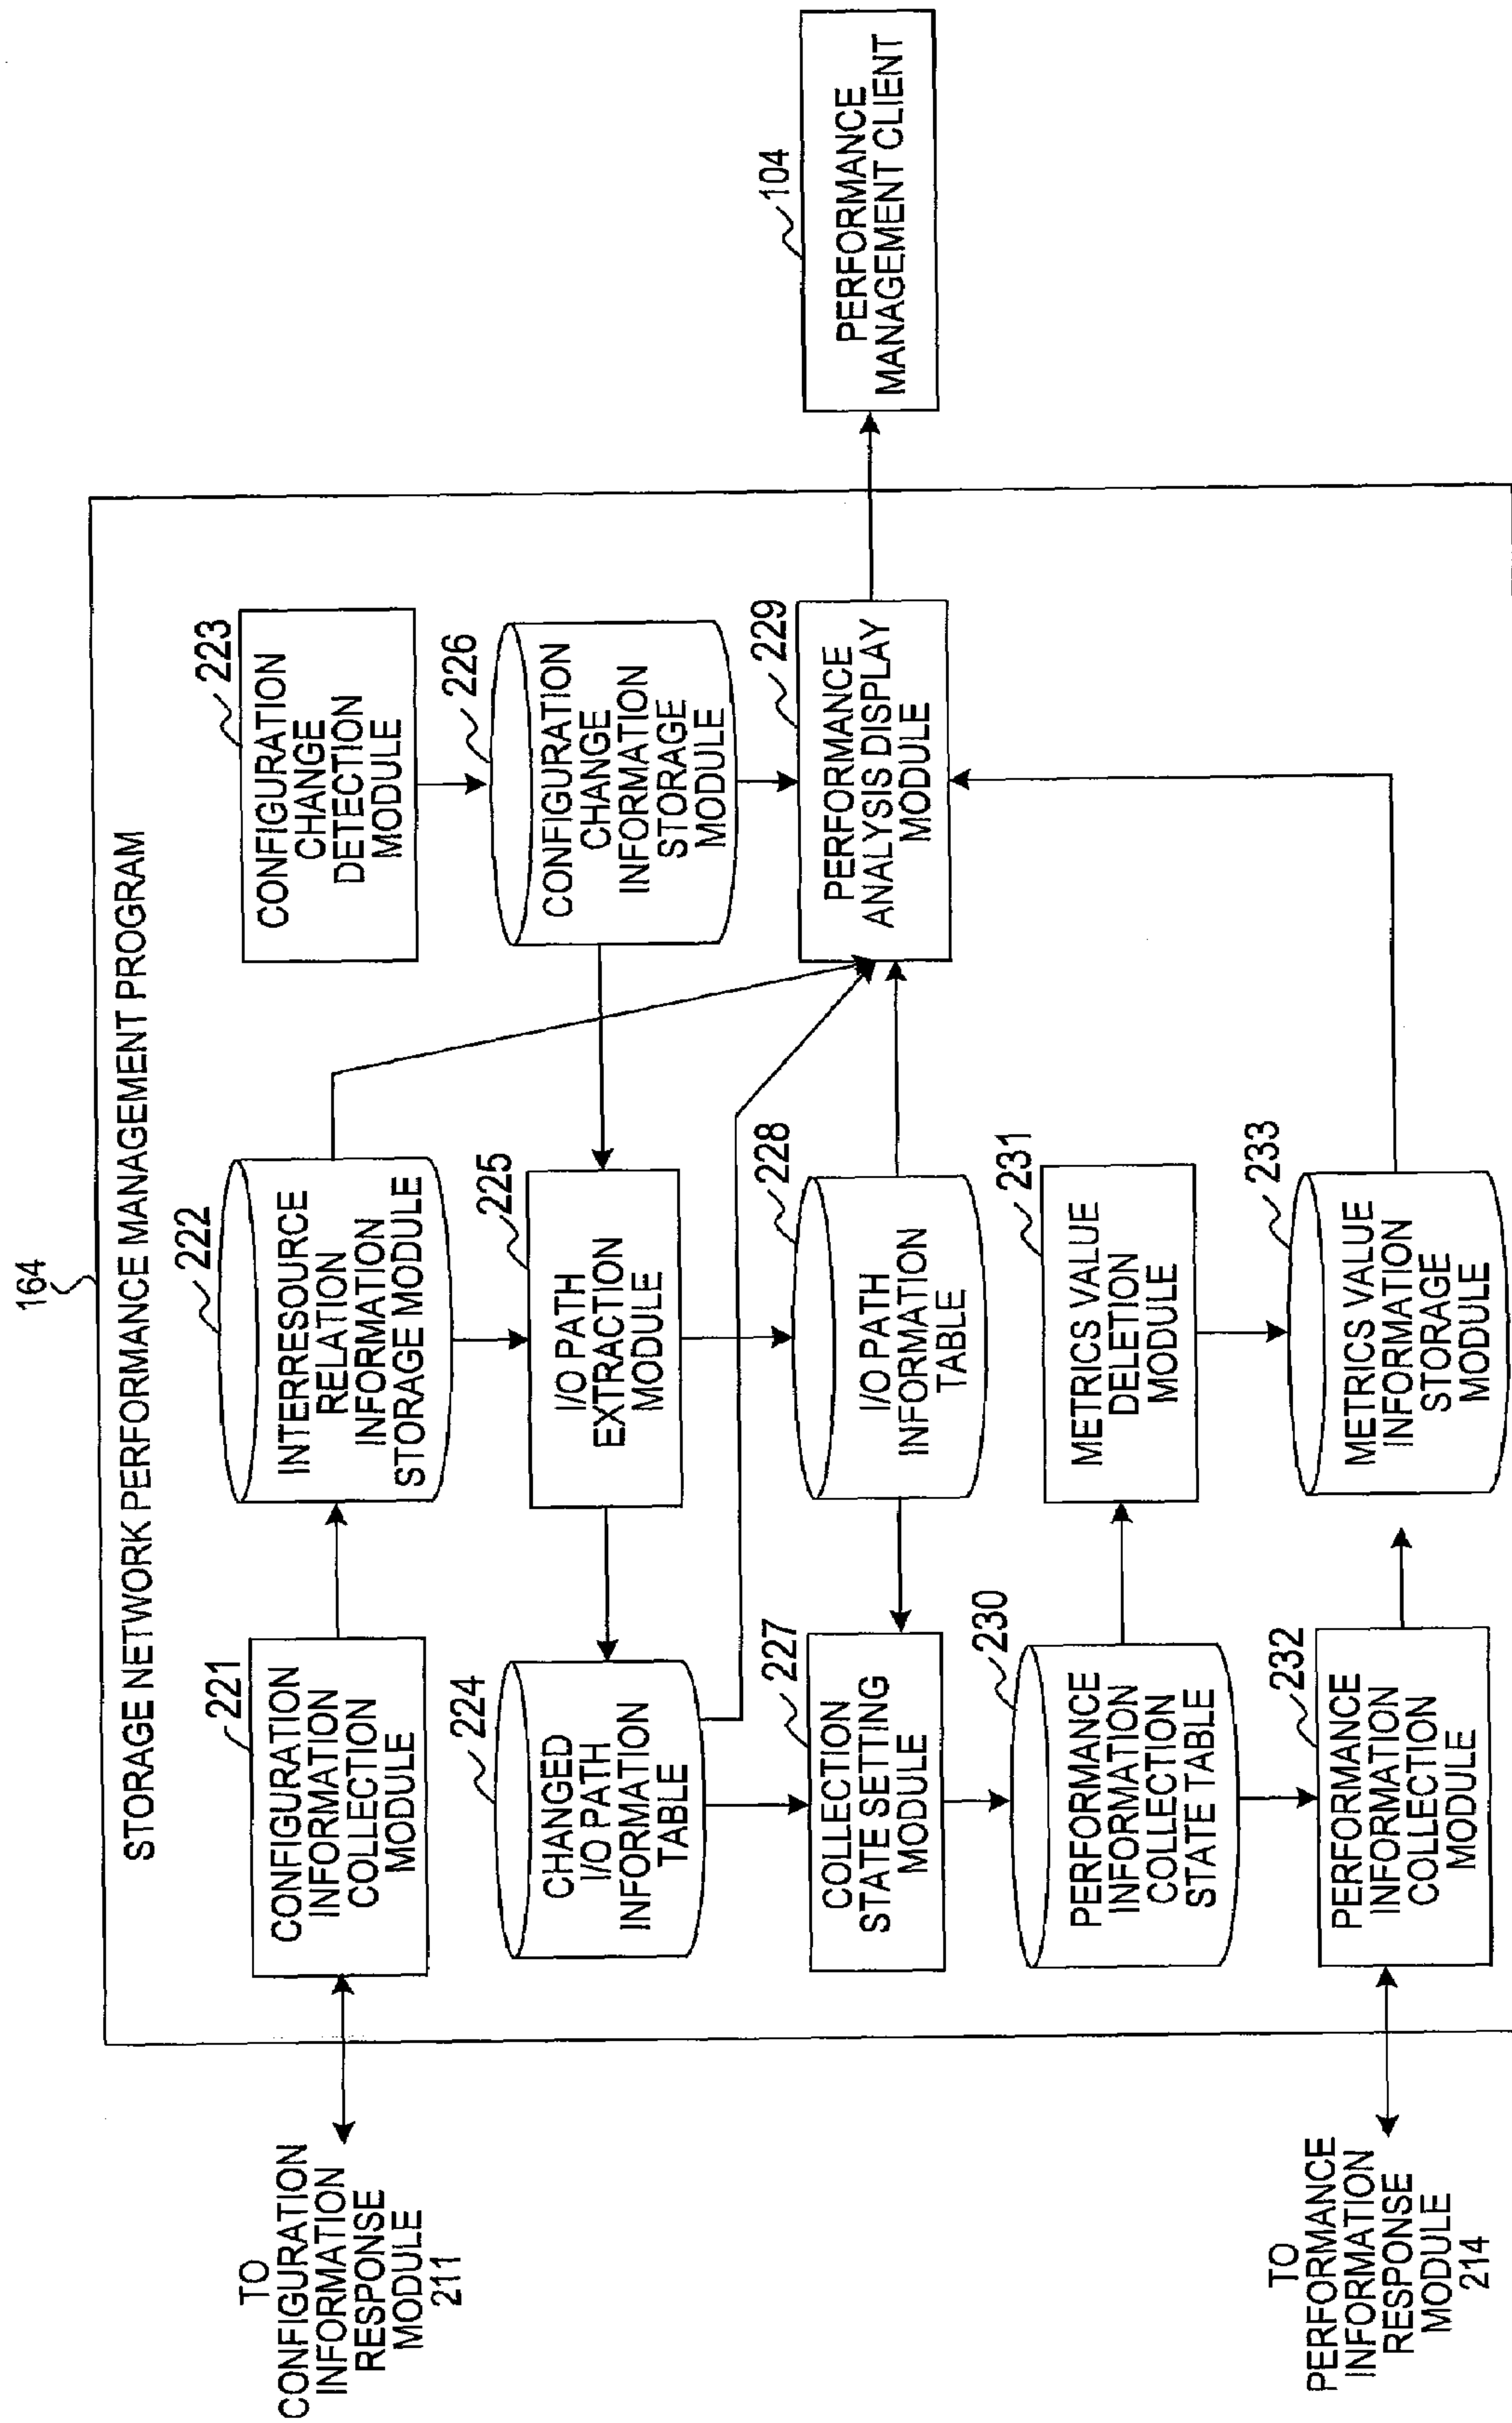 164
STORAGE NETWORK PERFORMANCE MANAGEMENT PROGRAM
TO
CONFIGURATION
INFORMATION
RESPONSE
MODULE
211
221
CONFIGURATION
INFORMATION
COLLECTION
MODULE
222
INTERRESOURCE
RELATION
INFORMATION
STORAGE MODULE
223
CONFIGURATION
CHANGE
DETECTION
MODULE
224
CHANGED
I/O PATH
INFORMATION
TABLE
225
I/O PATH
EXTRACTION
MODULE
226
CONFIGURATION
CHANGE
INFORMATION
STORAGE
MODULE
227
COLLECTION
STATE SETTING
MODULE
228
I/O PATH
INFORMATION
TABLE
229
PERFORMANCE
ANALYSIS DISPLAY
MODULE
104
PERFORMANCE
MANAGEMENT CLIENT
230
PERFORMANCE
INFORMATION
COLLECTION
STATE TABLE
231
METRICS VALUE
DELETION
MODULE
TO
PERFORMANCE
INFORMATION
RESPONSE
MODULE
214
232
PERFORMANCE
INFORMATION
COLLECTION
MODULE
233
METRICS VALUE
INFORMATION
STORAGE
MODULE